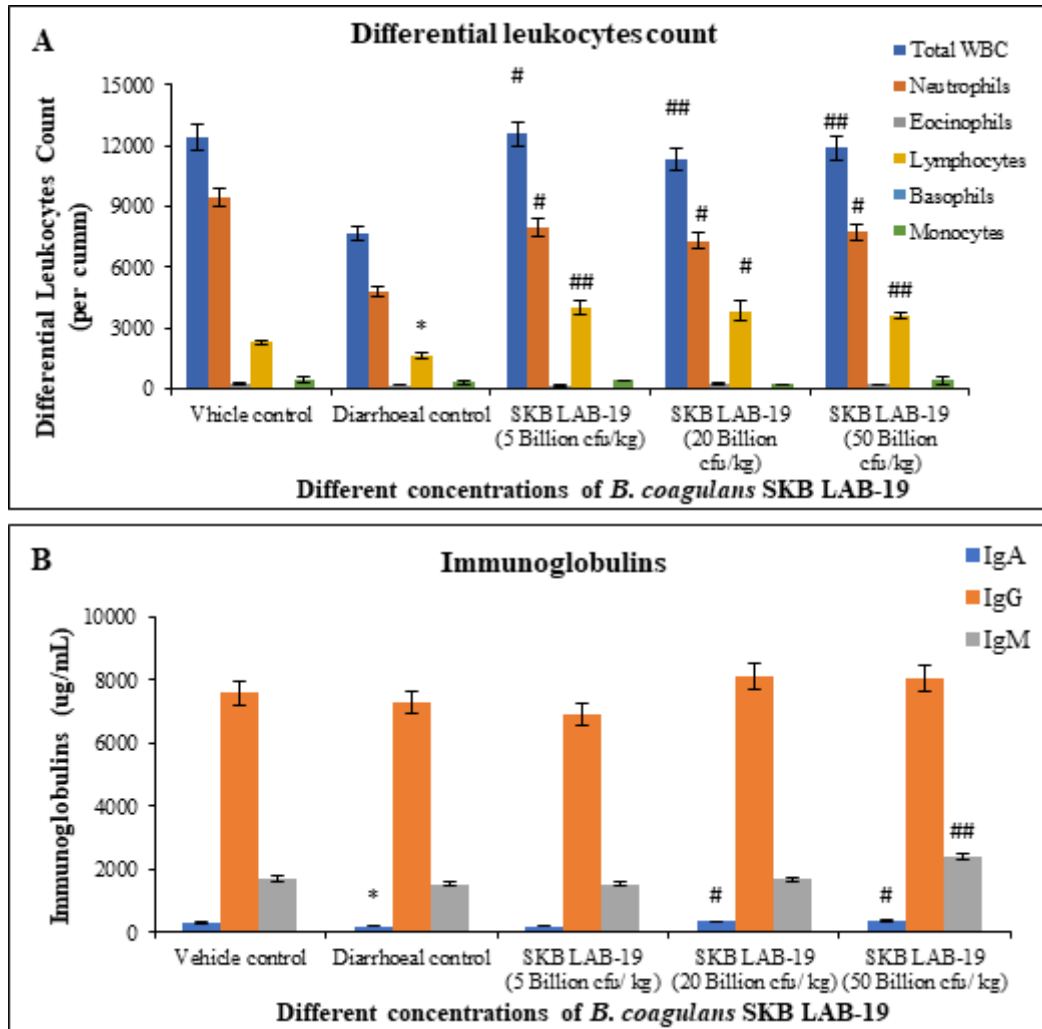 A
Differential leukocytes count
Total WBC
Neutrophils
Eocinophils
Lymphocytes
Basophils
Monocytes
Differential Leukocytes Count
(per cumm)
15000
12000
9000
6000
3000
0
#
##
##
#
#
#
*
##
#
##
Vhicle control
Diarrhoeal control
SKB LAB-19
(5 Billion cfs/kg)
SKB LAB-19
(20 Billion
cfs/kg)
SKB LAB-19
(50 Billion
cfs/kg)
Different concentrations of B. coagulans SKB LAB-19
B
Immunoglobulins
IgA
IgG
IgM
Immunoglobulins (ug/mL)
10000
8000
6000
4000
2000
0
*
#
#
##
Vehicle control
Diarrhoeal control
SKB LAB-19
(5 Billion cfu/ kg)
SKB LAB-19
(20 Billion cfu/ kg)
SKB LAB-19
(50 Billion cfu/ kg)
Different concentrations of B. coagulans SKB LAB-19